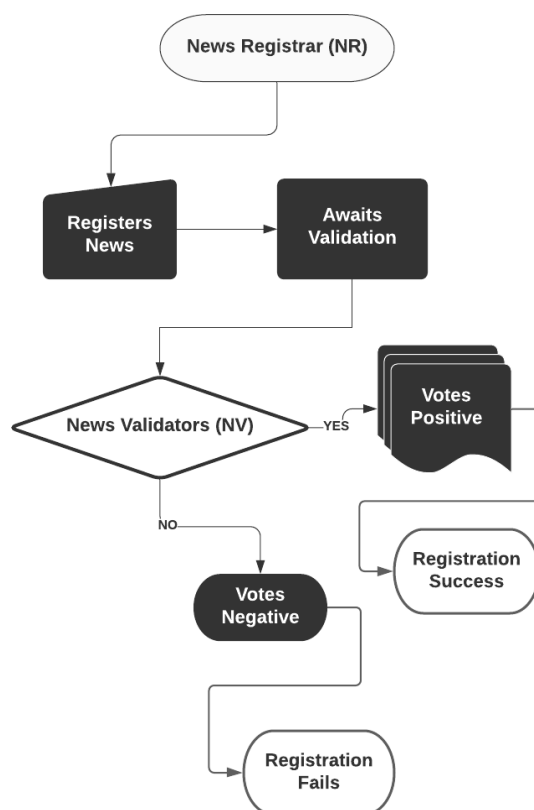 News Registrar (NR)
Registers
News
Awaits
Validation
News Validators (NV)
YES
Votes
Positive
NO
Registration
Success
Votes
Negative
Registration
Fails